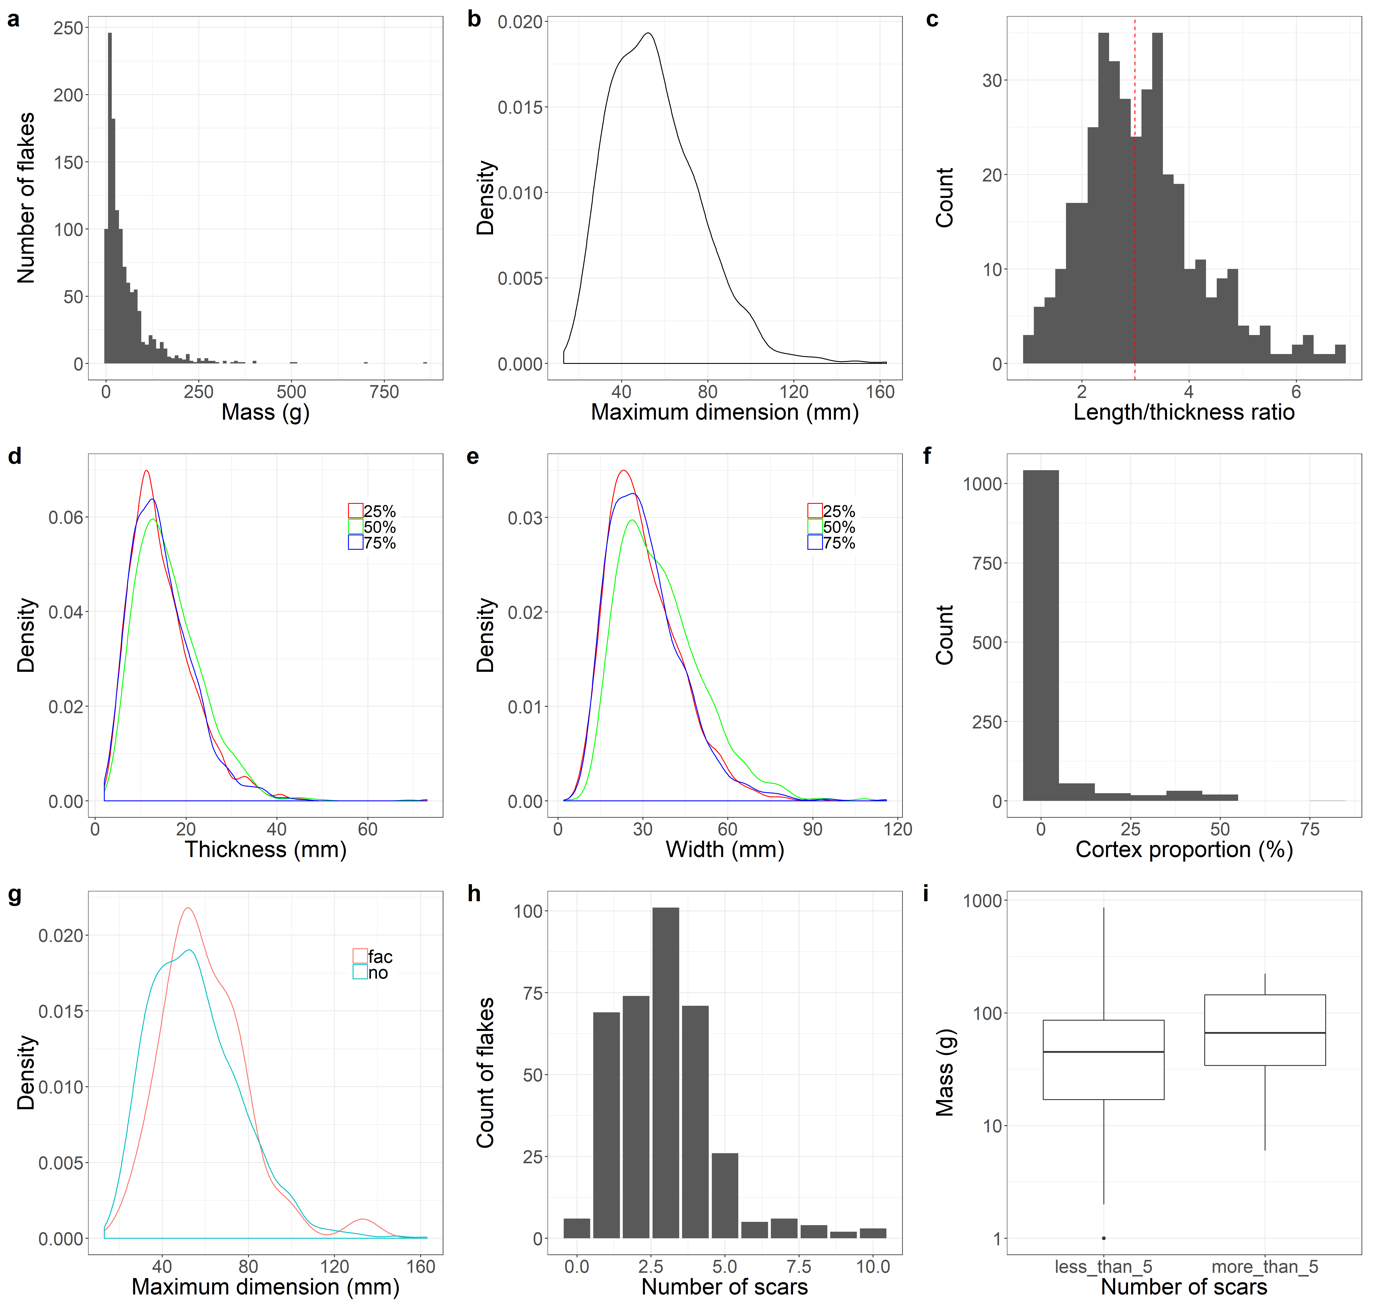 a
250
200
150
100
50
0
Number of flakes
0 250 500 750
Mass (g)
b
0.020
0.015
0.010
0.005
0.000
Density
40 80 120 160
Maximum dimension (mm)
c
30
20
10
0
Count
2 4 6
Length/thickness ratio
d
0.06
0.04
0.02
0.00
Density
25%
50%
75%
0 20 40 60
Thickness (mm)
e
0.03
0.02
0.01
0.00
Density
25%
50%
75%
0 30 60 90 120
Width (mm)
f
1000
750
500
250
0
Count
0 25 50 75
Cortex proportion (%)
g
0.020
0.015
0.010
0.005
0.000
Density
fac
no
40 80 120 160
Maximum dimension (mm)
h
100
75
50
25
0
Count of flakes
0.0 2.5 5.0 7.5 10.0
Number of scars
i
1000
100
10
1
Mass (g)
less_than_5 more_than_5
Number of scars